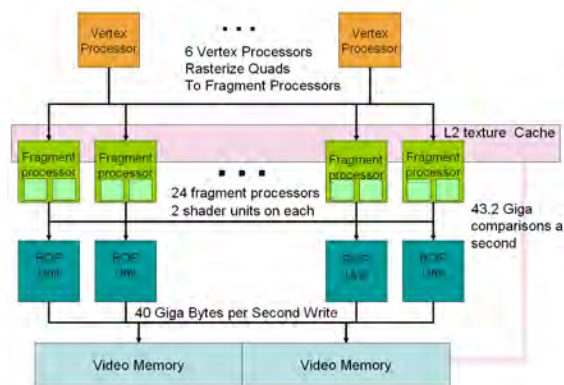 Vertex
Processor
Vertex
Processor
6 Vertex Processors
Rasterize Quads
To Fragment Processors
L2 texture Cache
Fragment
processor
Fragment
processor
Fragment
processor
Fragment
processor
24 fragment processors
2 shader units on each
43.2 Giga
comparisons a
second
ROP
Unit
ROP
Unit
ROP
Unit
ROP
Unit
40 Giga Bytes per Second Write
Video Memory
Video Memory